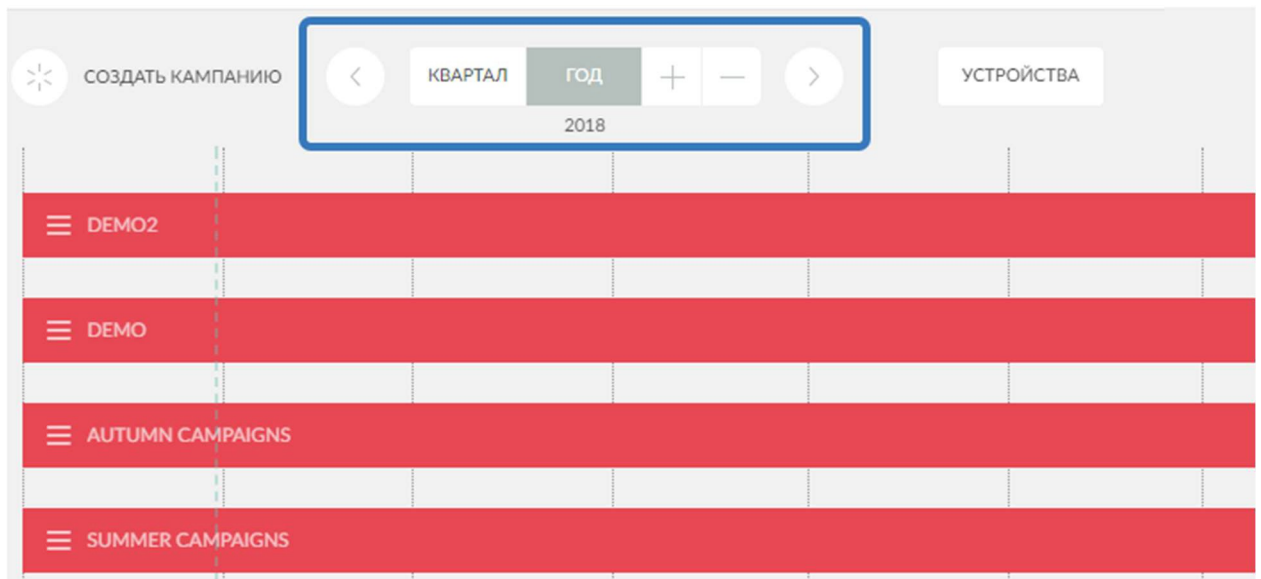 СОЗДАТЬ КАМПАНИЮ КВАРТАЛ ГОД УСТРОЙСТВА
2018
DEMO2
DEMO
AUTUMN CAMPAIGNS
SUMMER CAMPAIGNS